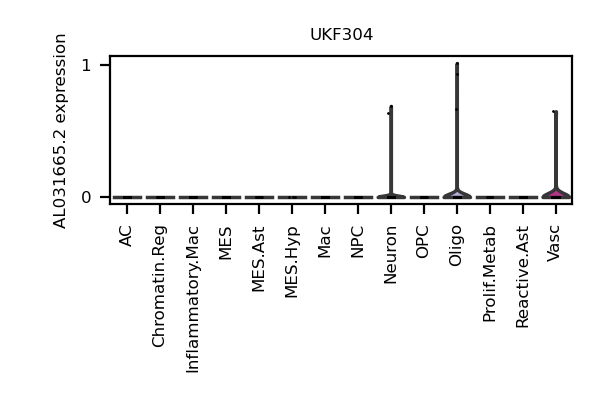 UKF304
AL031665.2 expression
1
0
AC
Chromatin.Reg
Inflammatory.Mac
MES
MES.Ast
MES.Hyp
Mac
NPC
Neuron
OPC
Oligo
Prolif.Metab
Reactive.Ast
Vasc